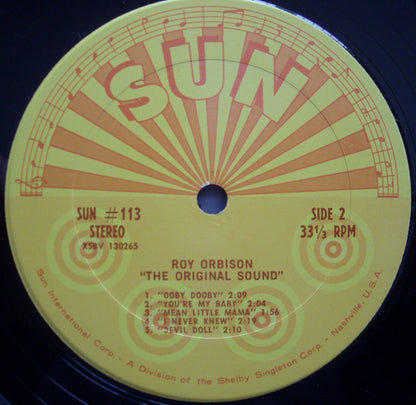 SUN
SUN #113
STEREO
XSBV 130265
SIDE 2
33⅓ RPM
ROY ORBISON
"THE ORIGINAL SOUND"
1. "OOBY DOOBY" 2:09
2. "YOU'RE MY BABY" 2:04
3. "MEAN LITTLE MAMA" 1:56
4. "I NEVER KNEW" 2:19
5. "DEVIL DOLL" 2:10
Sun International Corp. - A Division of the Shelby Singleton Corp. - Nashville, U.S.A.